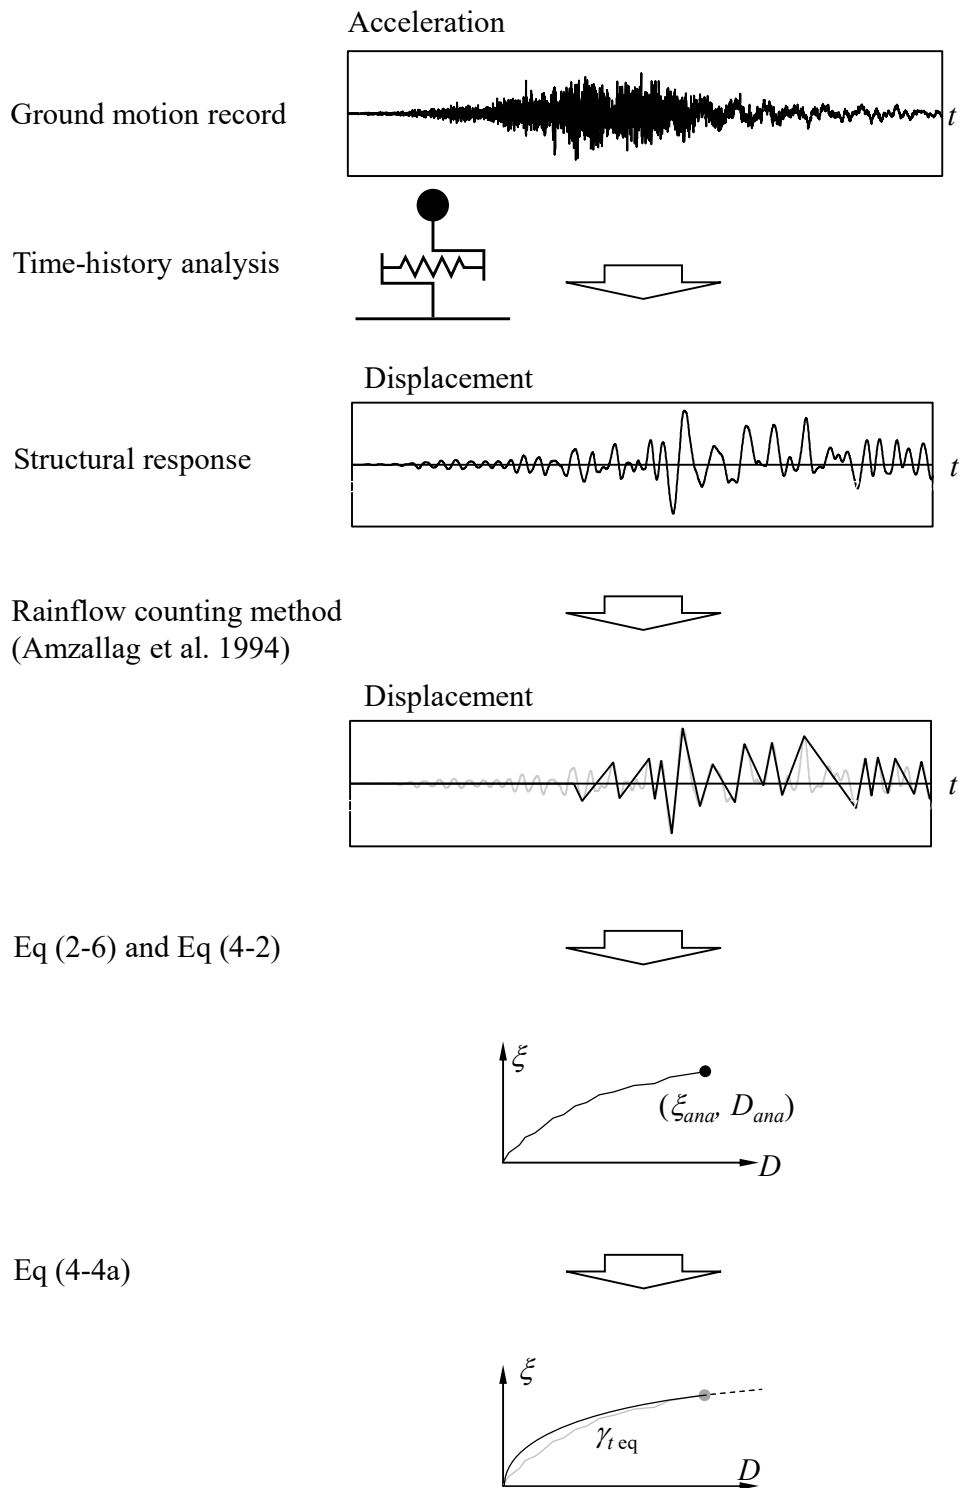 Acceleration
Ground motion record
t
Time-history analysis
Displacement
Structural response
t
Rainflow counting method
(Amzallag et al. 1994)
Displacement
t
Eq (2-6) and Eq (4-2)
ξ
(ξana, Dana)
D
Eq (4-4a)
ξ
γt eq
D